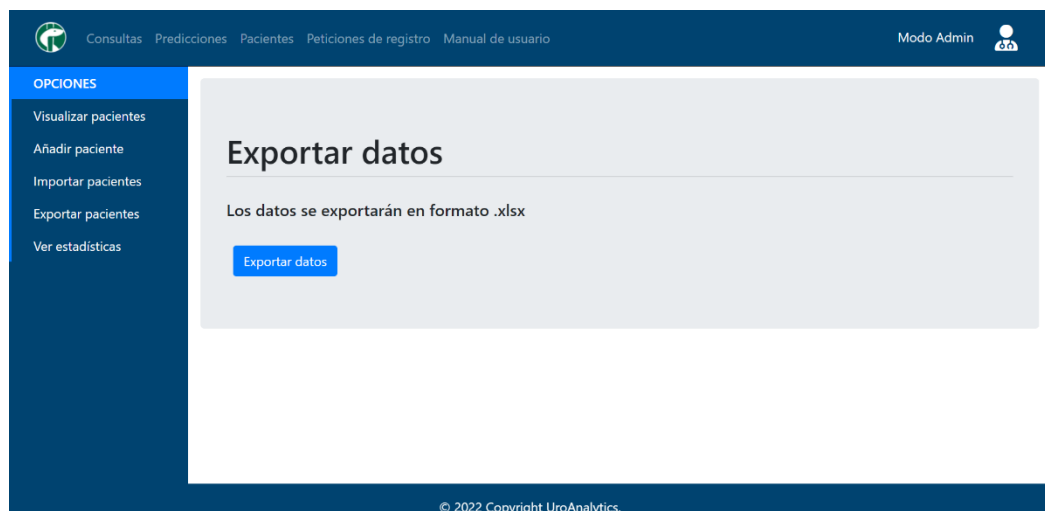 Consultas Predicciones Pacientes Peticiones de registro Manual de usuario Modo Admin
OPCIONES
Visualizar pacientes
Añadir paciente
Importar pacientes
Exportar pacientes
Ver estadísticas
Exportar datos
Los datos se exportarán en formato .xlsx
Exportar datos
© 2022 Copyright UroAnalytics.